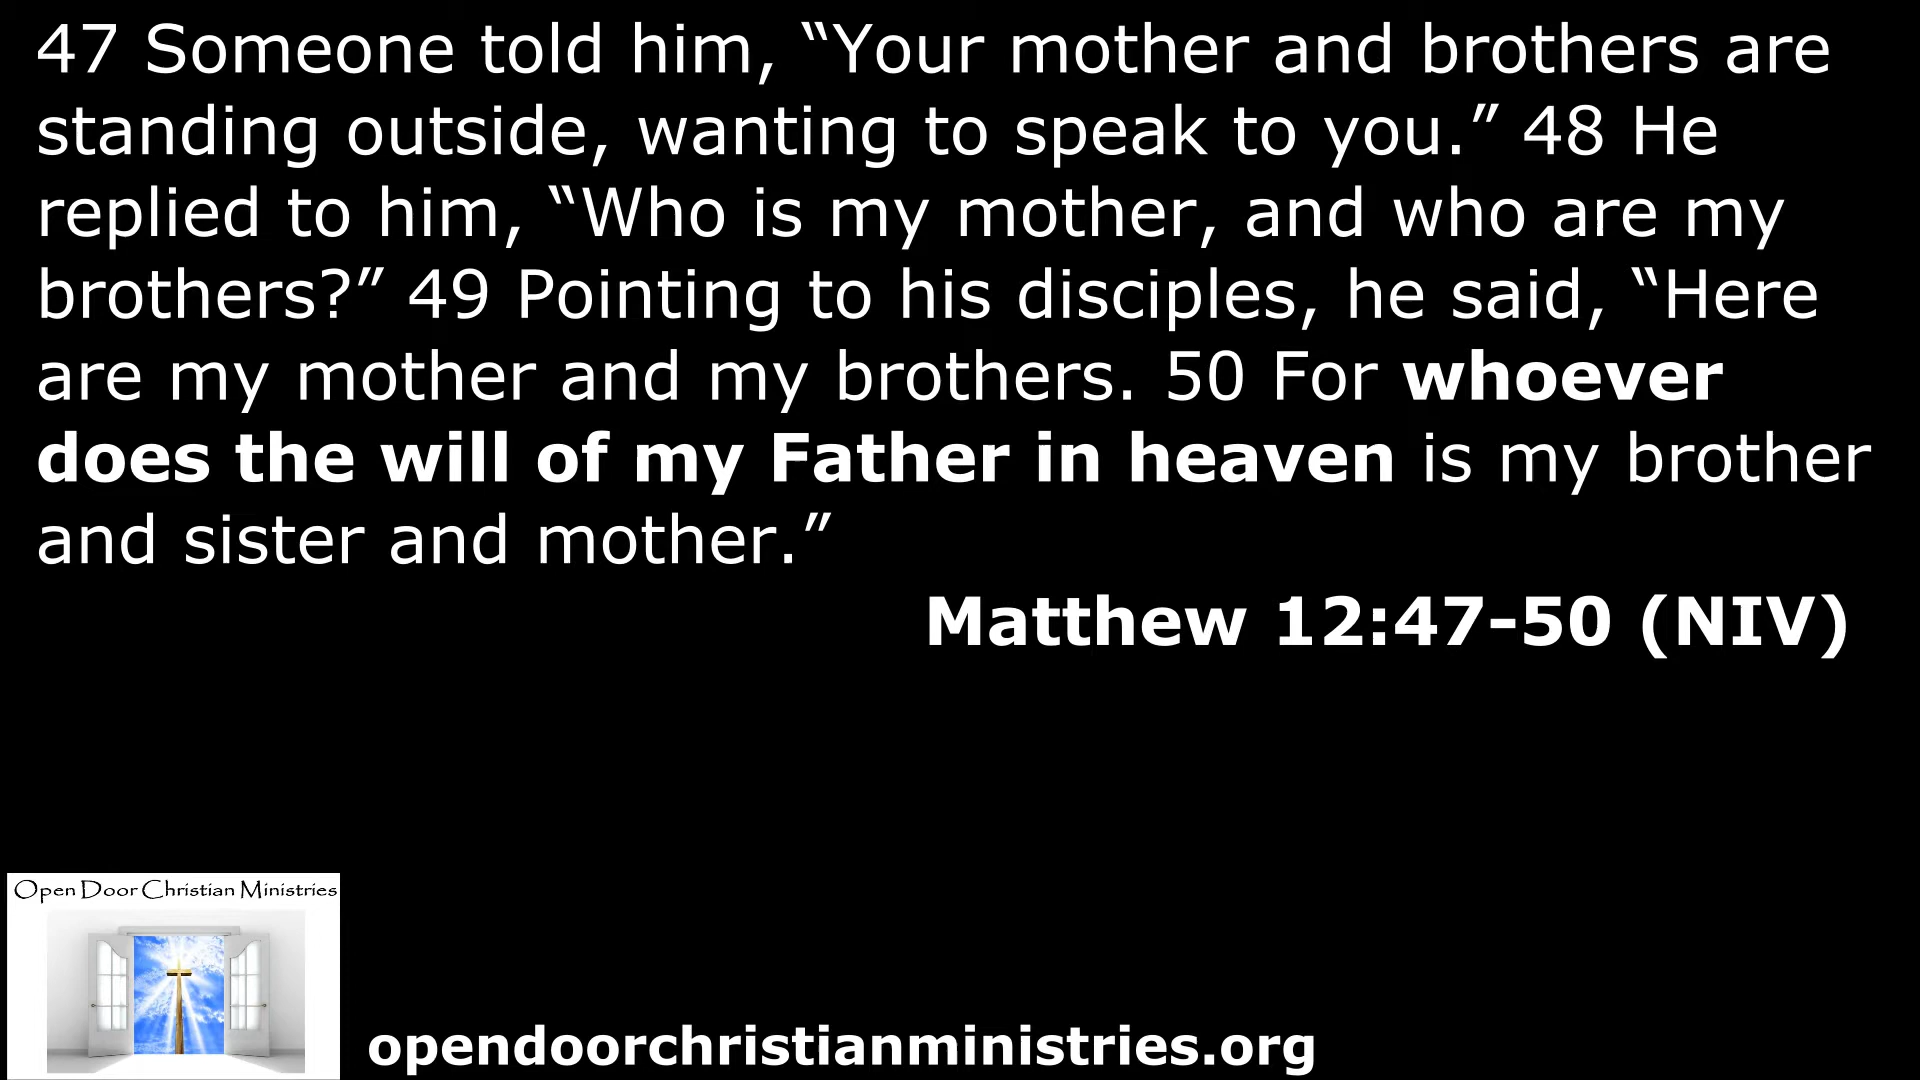 47 Someone told him, “Your mother and brothers are
standing outside, wanting to speak to you.” 48 He
replied to him, “Who is my mother, and who are my
brothers?” 49 Pointing to his disciples, he said, “Here
are my mother and my brothers. 50 For whoever
does the will of my Father in heaven is my brother
and sister and mother.”
Matthew 12:47-50 (NIV)
Open Door Christian Ministries
opendoorchristianministries.org